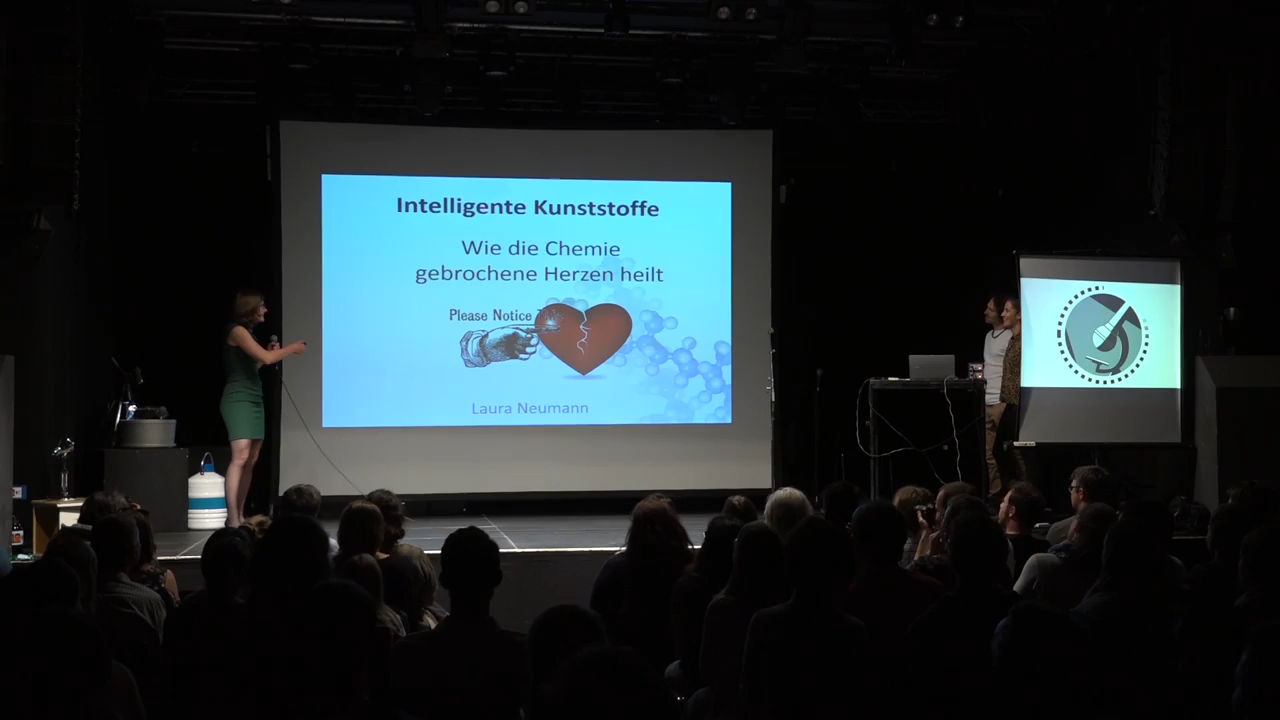 Intelligente Kunststoffe
Wie die Chemie
gebrochene Herzen heilt
Please Notice
Laura Neumann